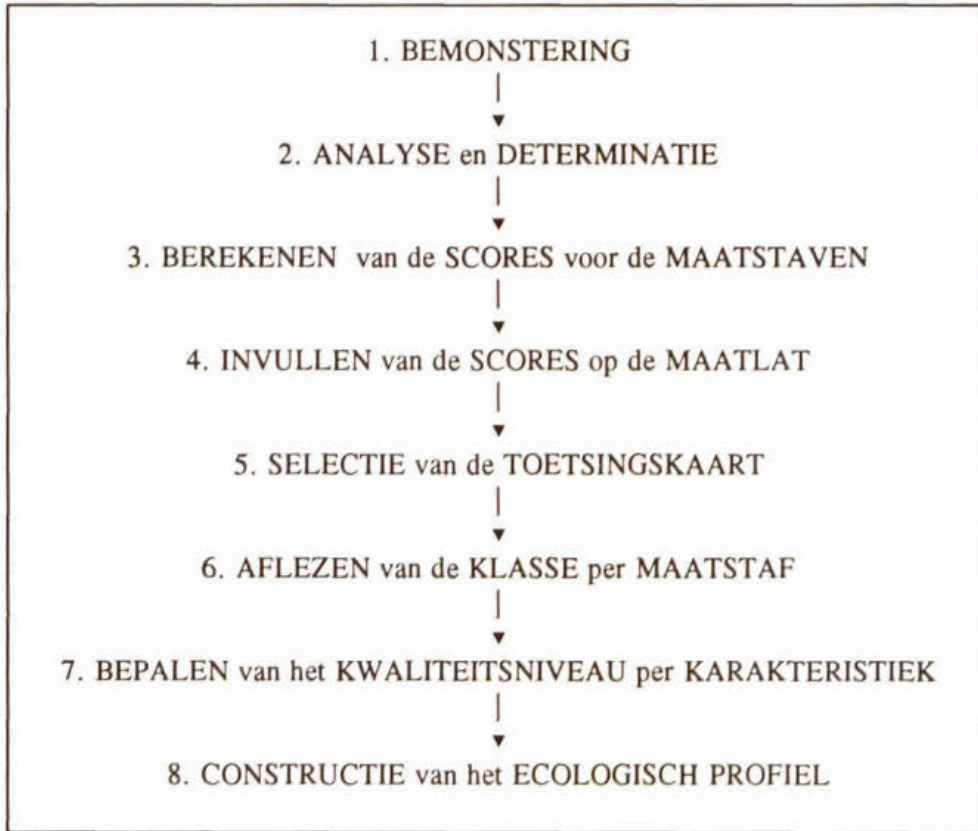 1. BEMONSTERING
2. ANALYSE en DETERMINATIE
3. BEREKENEN van de SCORES voor de MAATSTAVEN
4. INVULLEN van de SCORES op de MAATLAT
5. SELECTIE van de TOETSINGSKAART
6. AFLEZEN van de KLASSE per MAATSTAF
7. BEPALEN van het KWALITEITSNIVEAU per KARAKTERISTIEK
8. CONSTRUCTIE van het ECOLOGISCH PROFIEL